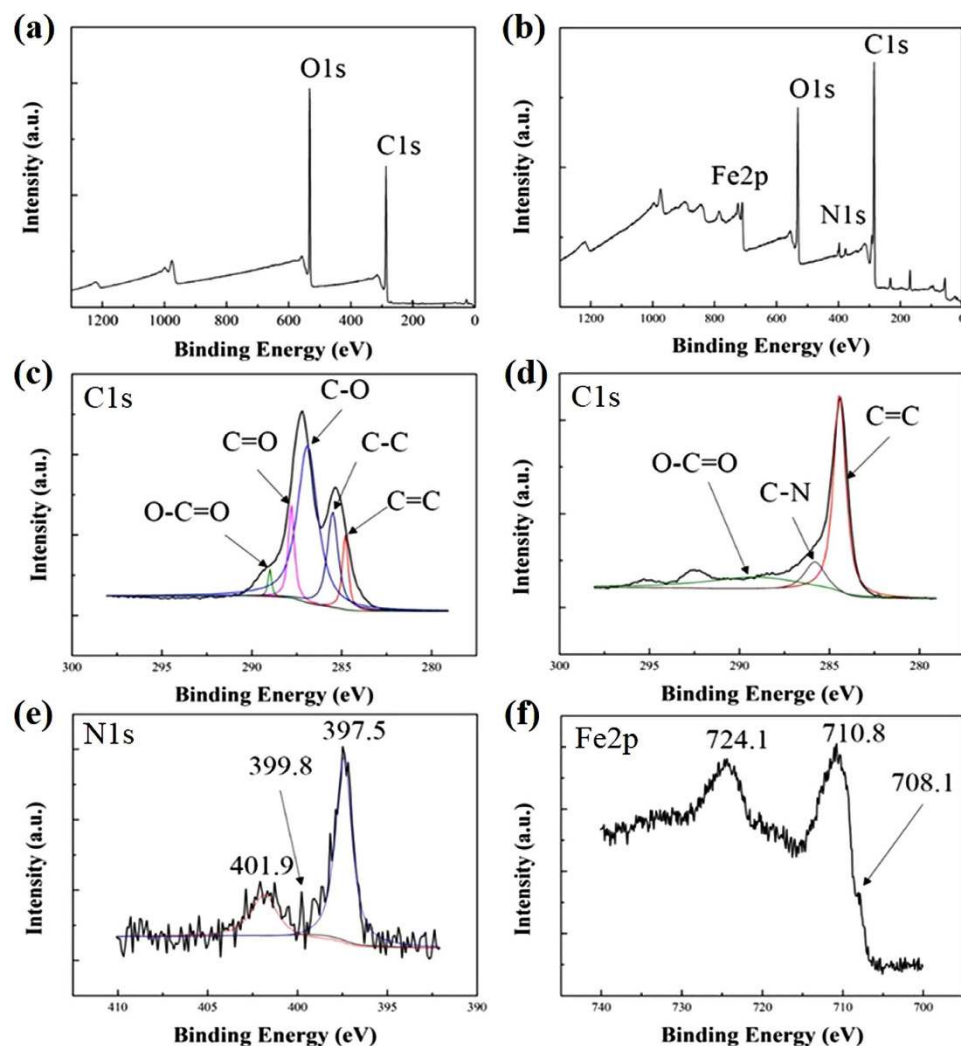 (a)
O1s
C1s
Intensity (a.u.)
1200 1000 800 600 400 200 0
Binding Energy (eV)
(b)
C1s
O1s
Fe2p
N1s
Intensity (a.u.)
1200 1000 800 600 400 200 0
Binding Energy (eV)
(c)
C1s
C-O
C=O
C-C
O-C=O
C=C
Intensity (a.u.)
300 295 290 285 280
Binding Energy (eV)
(d)
C1s
C=C
O-C=O
C-N
Intensity (a.u.)
300 295 290 285 280
Binding Energe (eV)
(e)
N1s
397.5
399.8
401.9
Intensity (a.u.)
410 405 400 395 390
Binding Energy (eV)
(f)
Fe2p
724.1
710.8
708.1
Intensity (a.u.)
740 730 720 710 700
Binding Energy (eV)